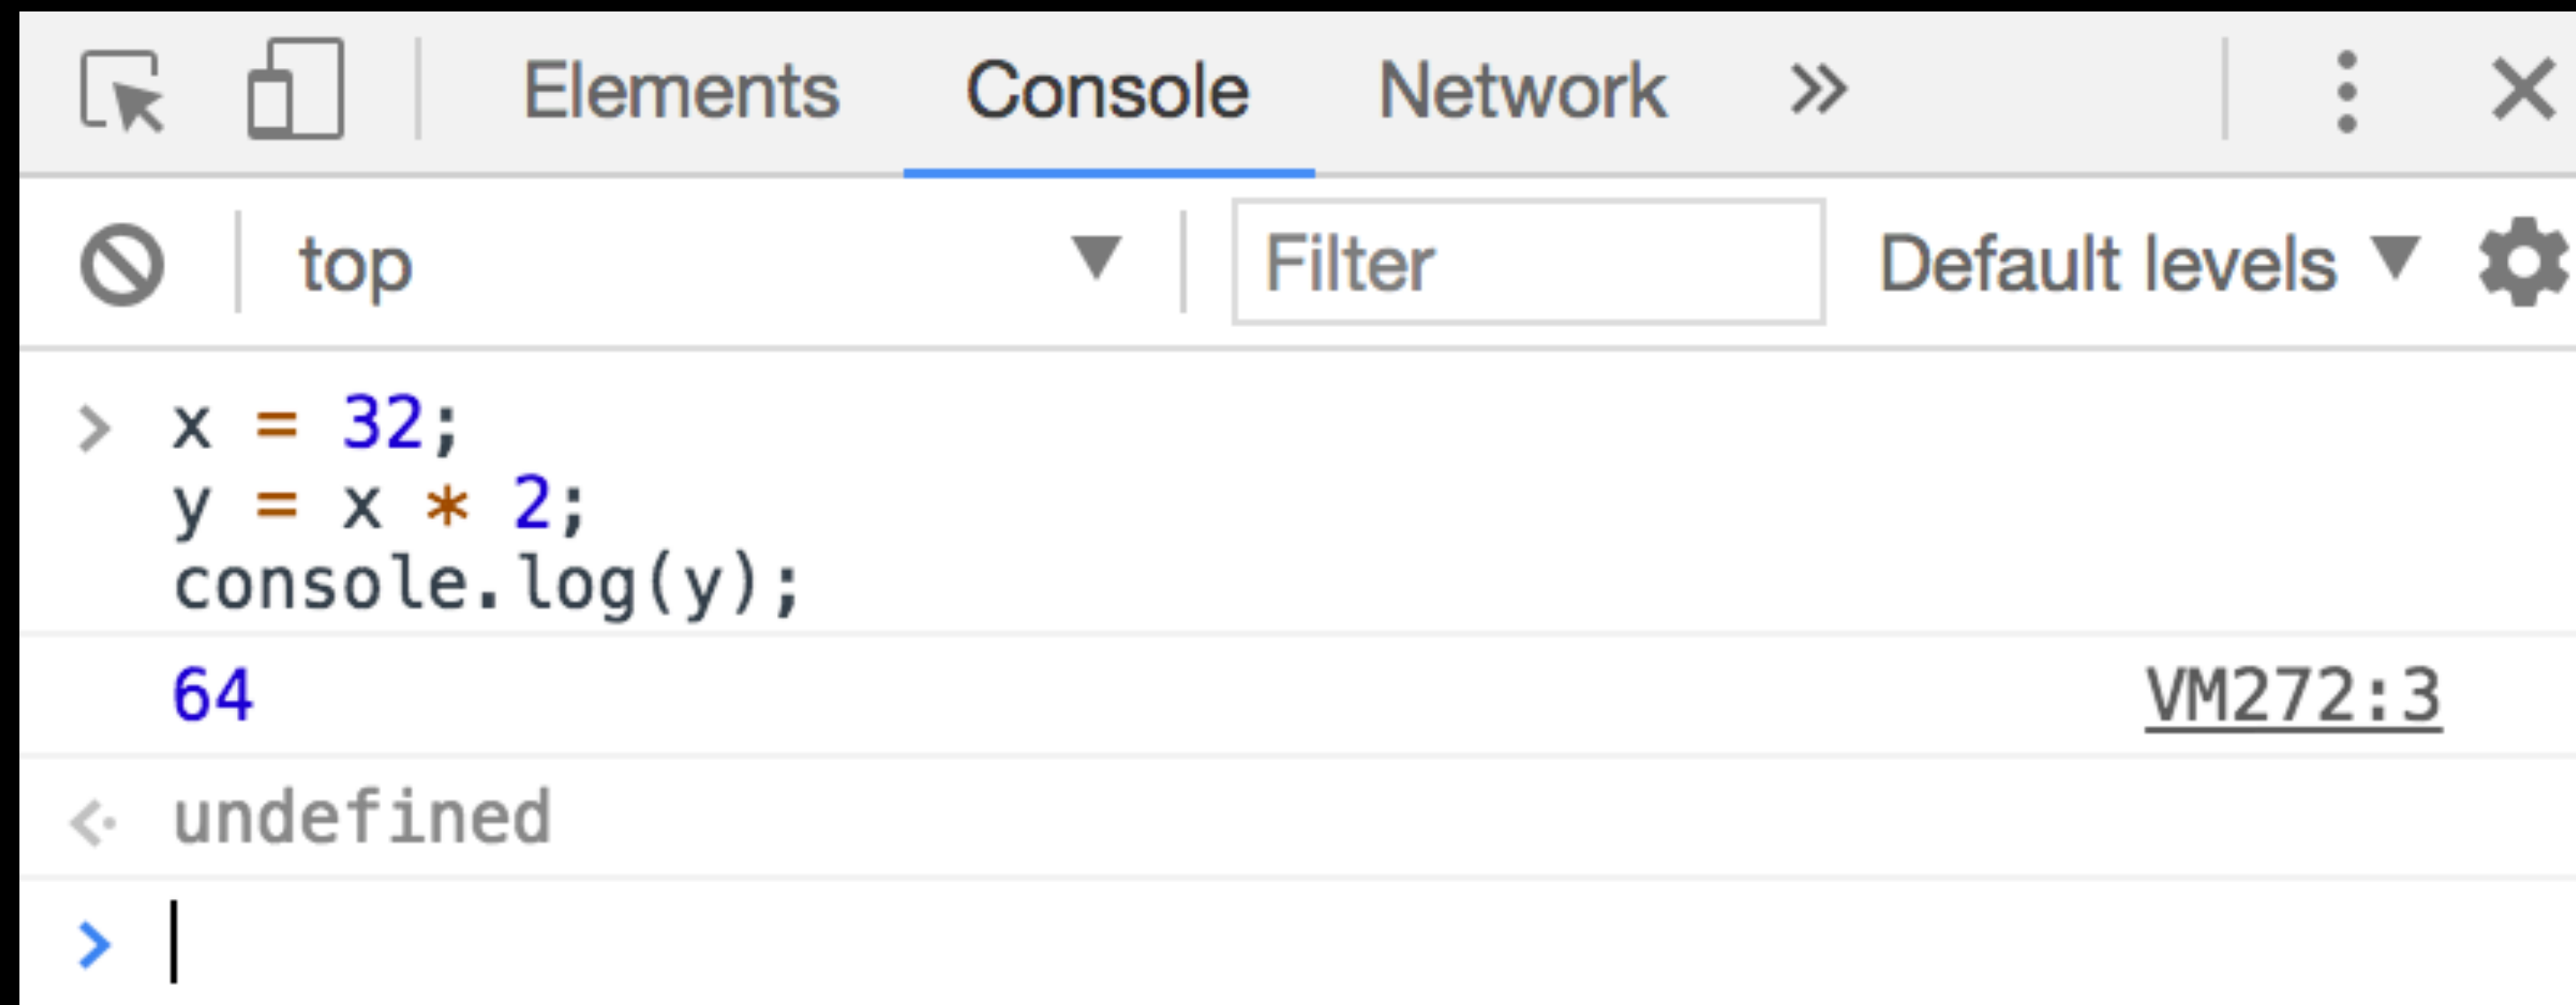 Elements Console Network »
top ▼ Filter Default levels ▼
> x = 32;
y = x * 2;
console.log(y);
64 VM272:3
undefined
>